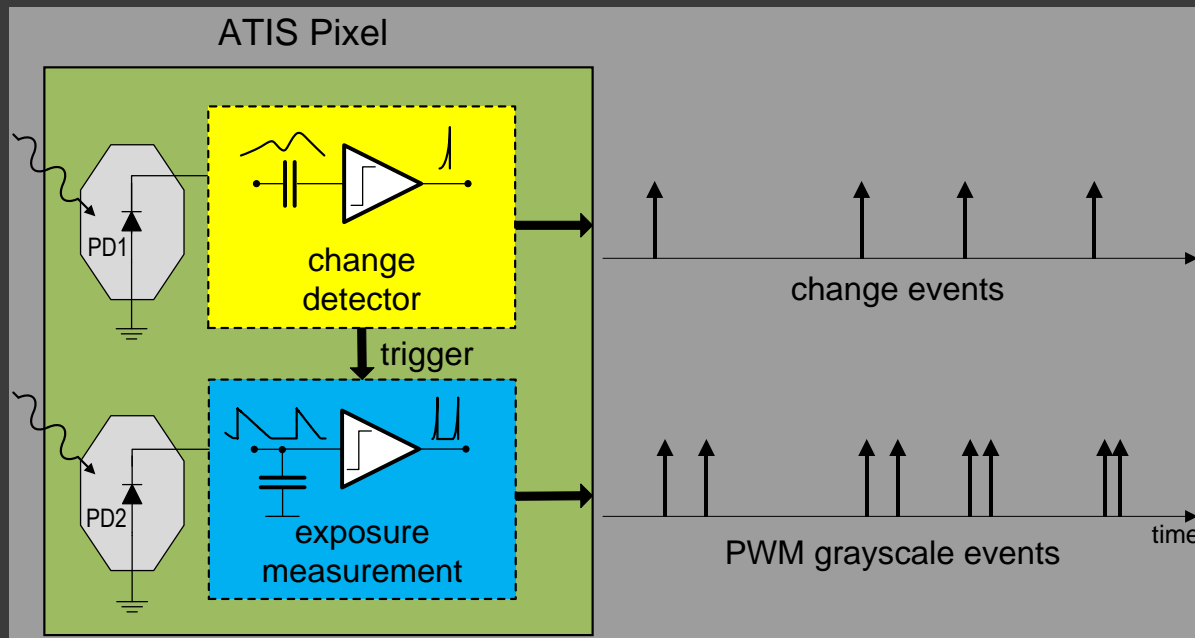 ATIS Pixel
PD1
change
detector
change events
trigger
PD2
exposure
measurement
PWM grayscale events
time